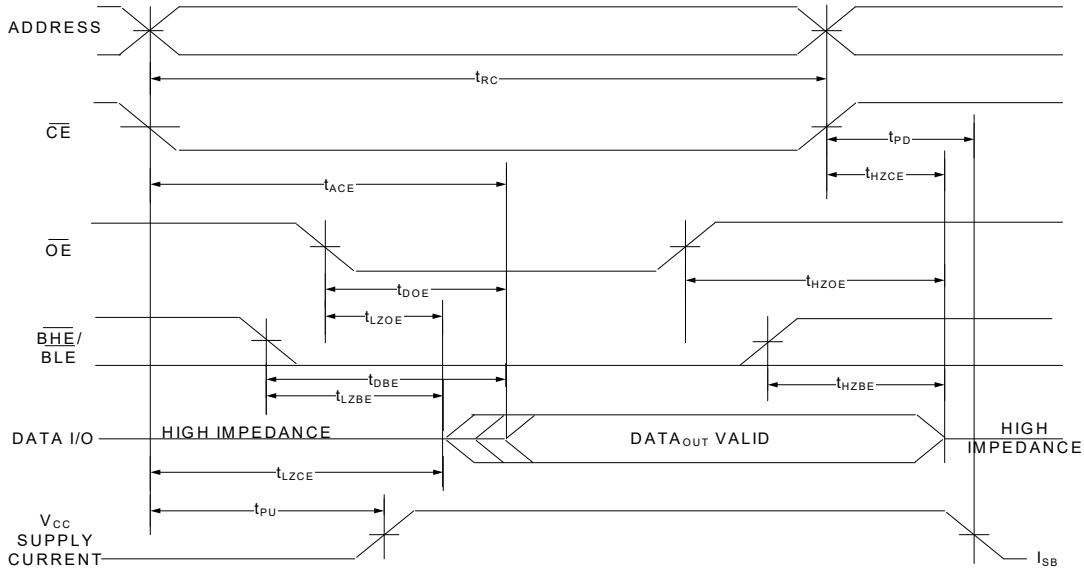 ADDRESS
tRC
CE
tPD
tHZCE
tACE
OE
tHZOE
tDOE
tLZOE
BHE/
BLE
tDBE
tHZBE
tLZBE
DATA I/O
HIGH IMPEDANCE
DATAOUT VALID
HIGH
IMPEDANCE
tLZCE
tPU
VCC
SUPPLY
CURRENT
ISB